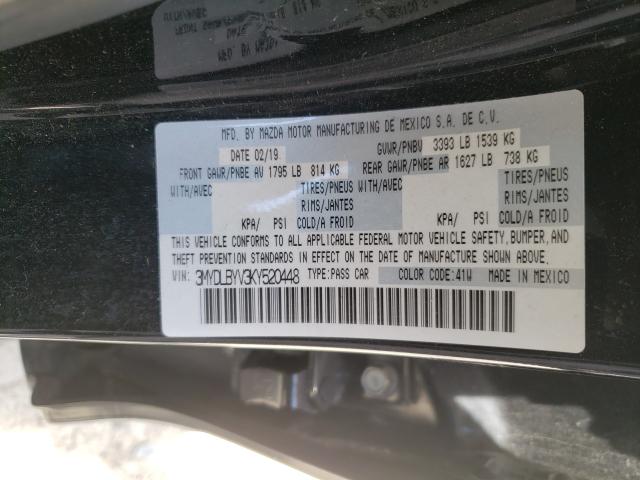 MFD. BY MAZDA MOTOR MANUFACTURING DE MEXICO S.A. DE C.V.
DATE 02/19 GVWR/PNBV 3393 LB 1539 KG
FRONT GAWR/PNBE AV 1795 LB 814 KG REAR GAWR/PNBE AR 1627 LB 738 KG
WITH/AVEC TIRES/PNEUS WITH/AVEC TIRES/PNEUS
RIMS/JANTES RIMS/JANTES
KPA/ PSI COLD/A FROID KPA/ PSI COLD/A FROID
THIS VEHICLE CONFORMS TO ALL APPLICABLE FEDERAL MOTOR VEHICLE SAFETY, BUMPER, AND
THEFT PREVENTION STANDARDS IN EFFECT ON THE DATE OF MANUFACTURE SHOWN ABOVE.
VIN: 3MYDLBYV3KY520448 TYPE:PASS CAR COLOR CODE:41W MADE IN MEXICO